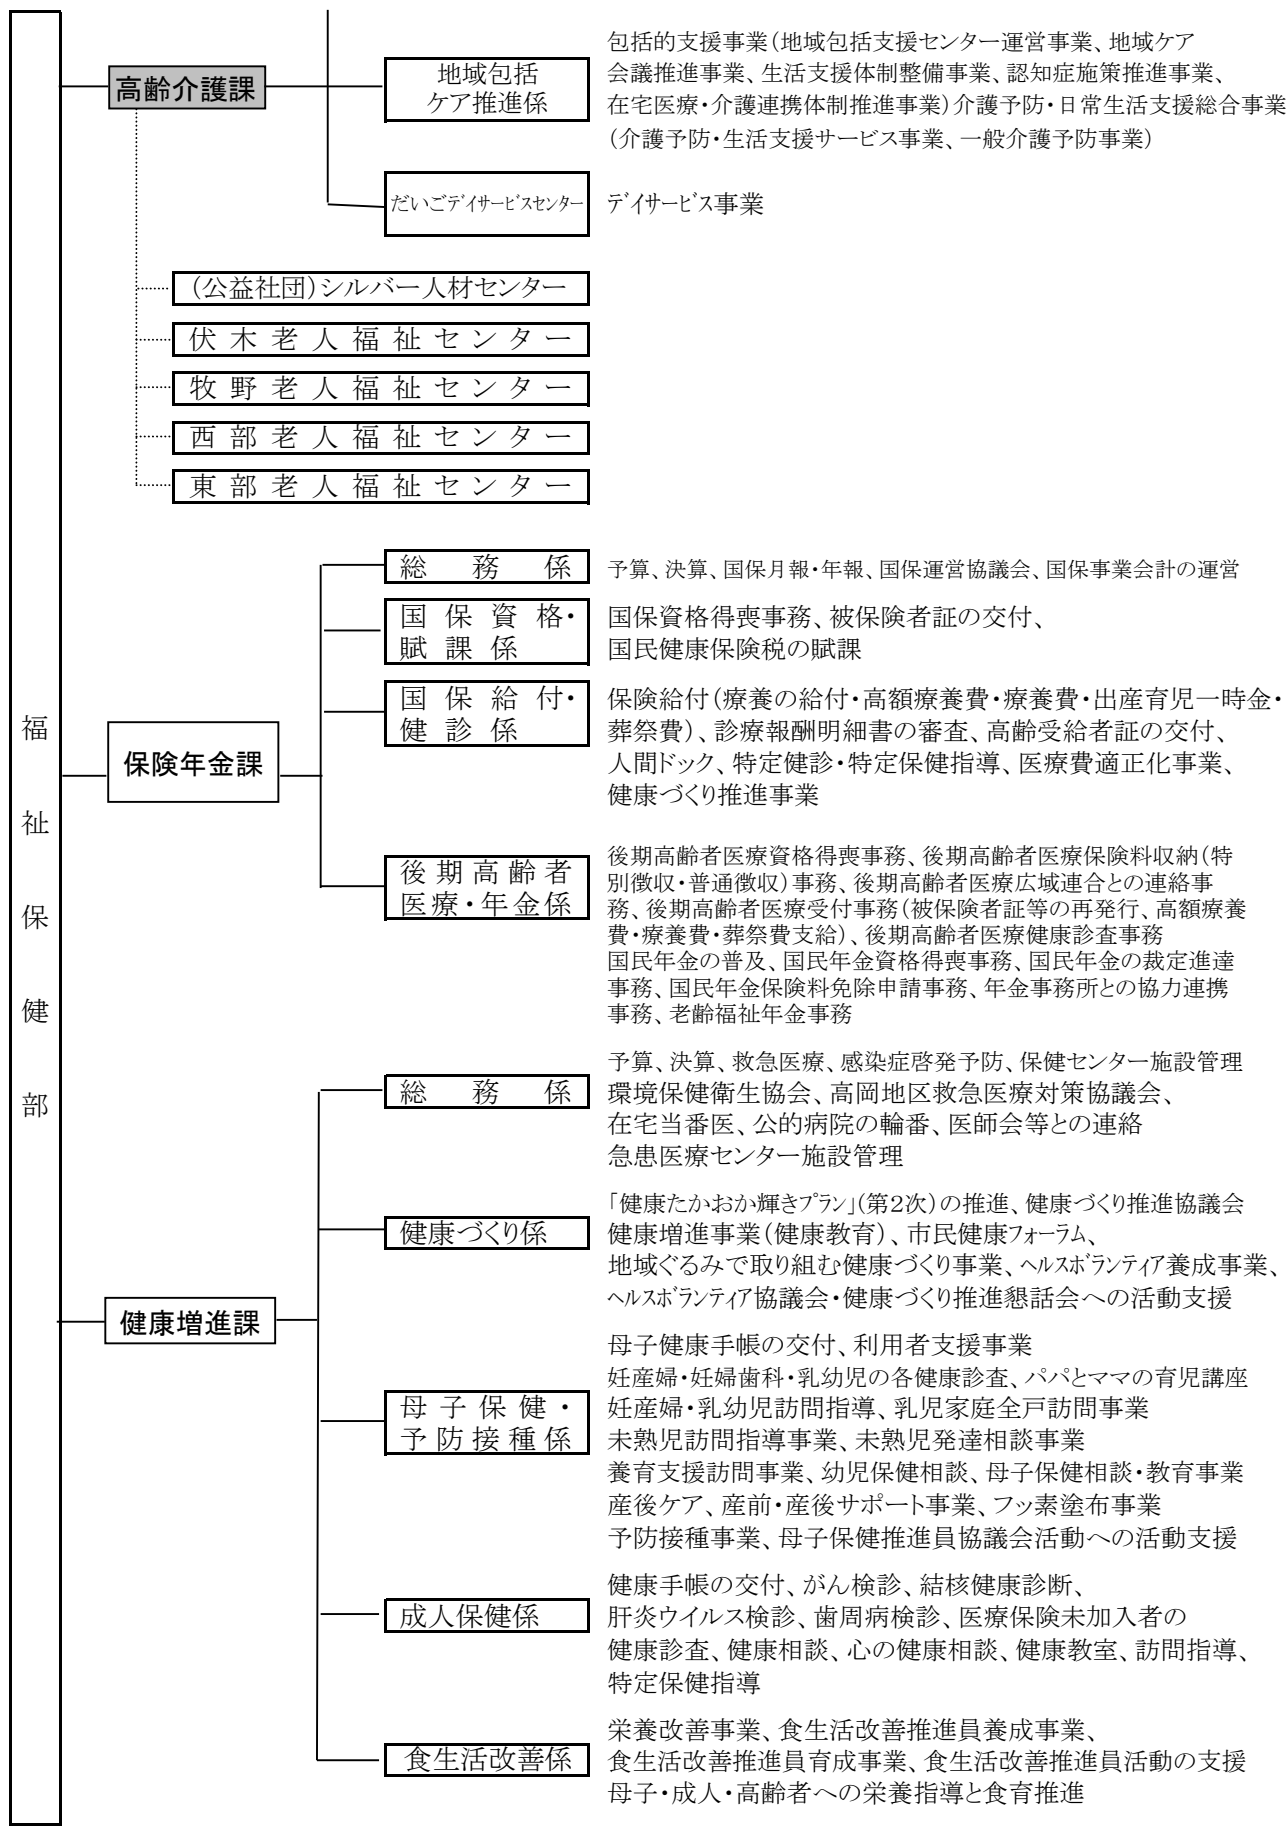 福祉保健部
高齢介護課
地域包括
ケア推進係
包括的支援事業(地域包括支援センター運営事業、地域ケア
会議推進事業、生活支援体制整備事業、認知症施策推進事業、
在宅医療・介護連携体制推進事業)介護予防・日常生活支援総合事業
(介護予防・生活支援サービス事業、一般介護予防事業)
だいごデイサービスセンター
デイサービス事業
(公益社団)シルバー人材センター
伏木老人福祉センター
牧野老人福祉センター
西部老人福祉センター
東部老人福祉センター
保険年金課
総務係
予算、決算、国保月報・年報、国保運営協議会、国保事業会計の運営
国保資格・
賦課係
国保資格得喪事務、被保険者証の交付、
国民健康保険税の賦課
国保給付・
健診係
保険給付(療養の給付・高額療養費・療養費・出産育児一時金・
葬祭費)、診療報酬明細書の審査、高齢受給者証の交付、
人間ドック、特定健診・特定保健指導、医療費適正化事業、
健康づくり推進事業
後期高齢者
医療・年金係
後期高齢者医療資格得喪事務、後期高齢者医療保険料収納(特
別徴収・普通徴収)事務、後期高齢者医療広域連合との連絡事
務、後期高齢者医療受付事務(被保険者証等の再発行、高額療養
費・療養費・葬祭費支給)、後期高齢者医療健康診査事務
国民年金の普及、国民年金資格得喪事務、国民年金の裁定進達
事務、国民年金保険料免除申請事務、年金事務所との協力連携
事務、老齢福祉年金事務
健康増進課
総務係
予算、決算、救急医療、感染症啓発予防、保健センター施設管理
環境保健衛生協会、高岡地区救急医療対策協議会、
在宅当番医、公的病院の輪番、医師会等との連絡
急患医療センター施設管理
健康づくり係
「健康たかおか輝きプラン」(第2次)の推進、健康づくり推進協議会
健康増進事業(健康教育)、市民健康フォーラム、
地域ぐるみで取り組む健康づくり事業、ヘルスボランティア養成事業、
ヘルスボランティア協議会・健康づくり推進懇話会への活動支援
母子保健・
予防接種係
母子健康手帳の交付、利用者支援事業
妊産婦・妊婦歯科・乳幼児の各健康診査、パパとママの育児講座
妊産婦・乳幼児訪問指導、乳児家庭全戸訪問事業
未熟児訪問指導事業、未熟児発達相談事業
養育支援訪問事業、幼児保健相談、母子保健相談・教育事業
産後ケア、産前・産後サポート事業、フッ素塗布事業
予防接種事業、母子保健推進員協議会活動への活動支援
成人保健係
健康手帳の交付、がん検診、結核健康診断、
肝炎ウイルス検診、歯周病検診、医療保険未加入者の
健康診査、健康相談、心の健康相談、健康教室、訪問指導、
特定保健指導
食生活改善係
栄養改善事業、食生活改善推進員養成事業、
食生活改善推進員育成事業、食生活改善推進員活動の支援
母子・成人・高齢者への栄養指導と食育推進